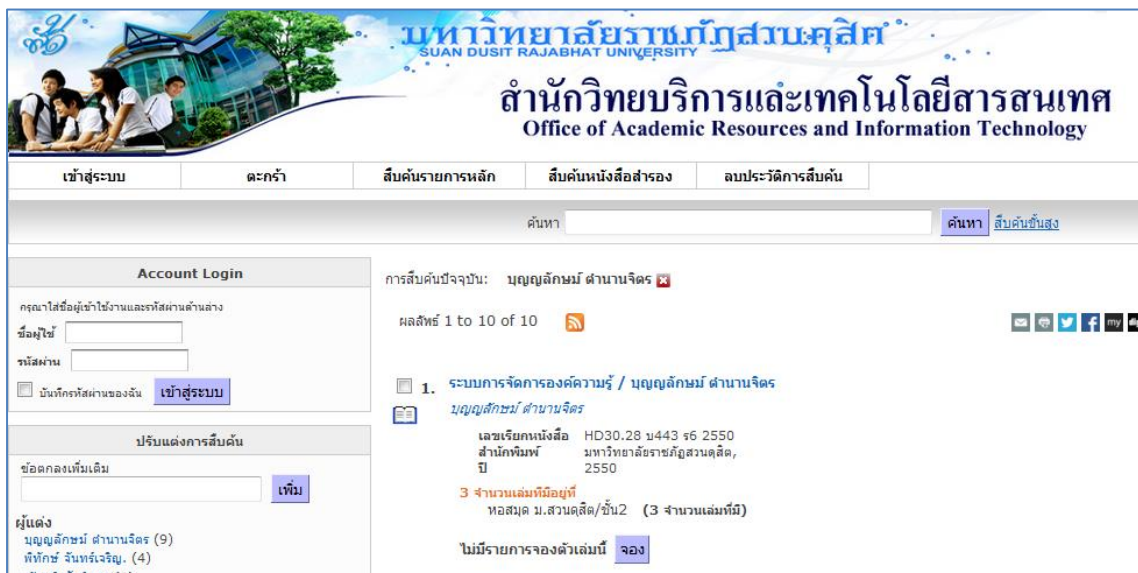 มหาวิทยาลัยราชภัฏสวนดุสิต
SUAN DUSIT RAJABHAT UNIVERSITY
สำนักวิทยบริการและเทคโนโลยีสารสนเทศ
Office of Academic Resources and Information Technology
เข้าสู่ระบบ ตะกร้า สืบค้นรายการหลัก สืบค้นหนังสือสำรอง ลบประวัติการสืบค้น
ค้นหา ค้นหา สืบค้นขั้นสูง
Account Login
กรุณาใส่ชื่อผู้เข้าใช้งานและรหัสผ่านด้านล่าง
ชื่อผู้ใช้
รหัสผ่าน
บันทึกรหัสผ่านของฉัน เข้าสู่ระบบ
ปรับแต่งการสืบค้น
ข้อตกลงเพิ่มเติม
เพิ่ม
ผู้แต่ง
บุญญลักษม์ ตำนานจิตร (9)
พิทักษ์ จันทร์เจริญ. (4)
การสืบค้นปัจจุบัน: บุญญลักษม์ ตำนานจิตร
ผลลัพธ์ 1 to 10 of 10
my
1. ระบบการจัดการองค์ความรู้ / บุญญลักษม์ ตำนานจิตร
บุญญลักษม์ ตำนานจิตร
เลขเรียกหนังสือ HD30.28 บ443 ร6 2550
สำนักพิมพ์ มหาวิทยาลัยราชภัฏสวนดุสิต,
ปี 2550
3 จำนวนเล่มที่มีอยู่ที่
หอสมุด ม.สวนดุสิต/ชั้น2 (3 จำนวนเล่มที่มี)
ไม่มีรายการจองตัวเล่มนี้ จอง